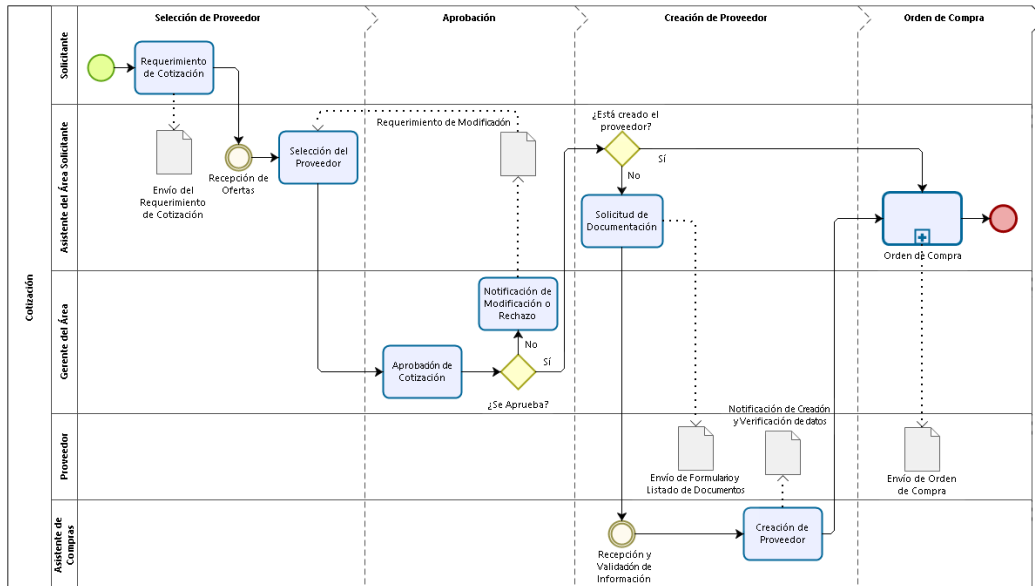 Selección de Proveedor
Aprobación
Creación de Proveedor
Orden de Compra
Cotización
Solicitante
Requerimiento
de Cotización
Asistente del Área Solicitante
Envío del
Requerimiento
de Cotización
Recepción de
Ofertas
Selección del
Proveedor
Requerimiento de Modificación
¿Está creado el
proveedor?
Sí
No
Solicitud de
Documentación
Orden de Compra
Gerente del Área
Notificación de
Modificación o
Rechazo
No
Sí
Aprobación de
Cotización
¿Se Aprueba?
Proveedor
Notificación de Creación
y Verificación de datos
Envío de Formulario y
Listado de Documentos
Envío de Orden
de Compra
Asistente de
Compras
Recepción y
Validación de
Información
Creación de
Proveedor